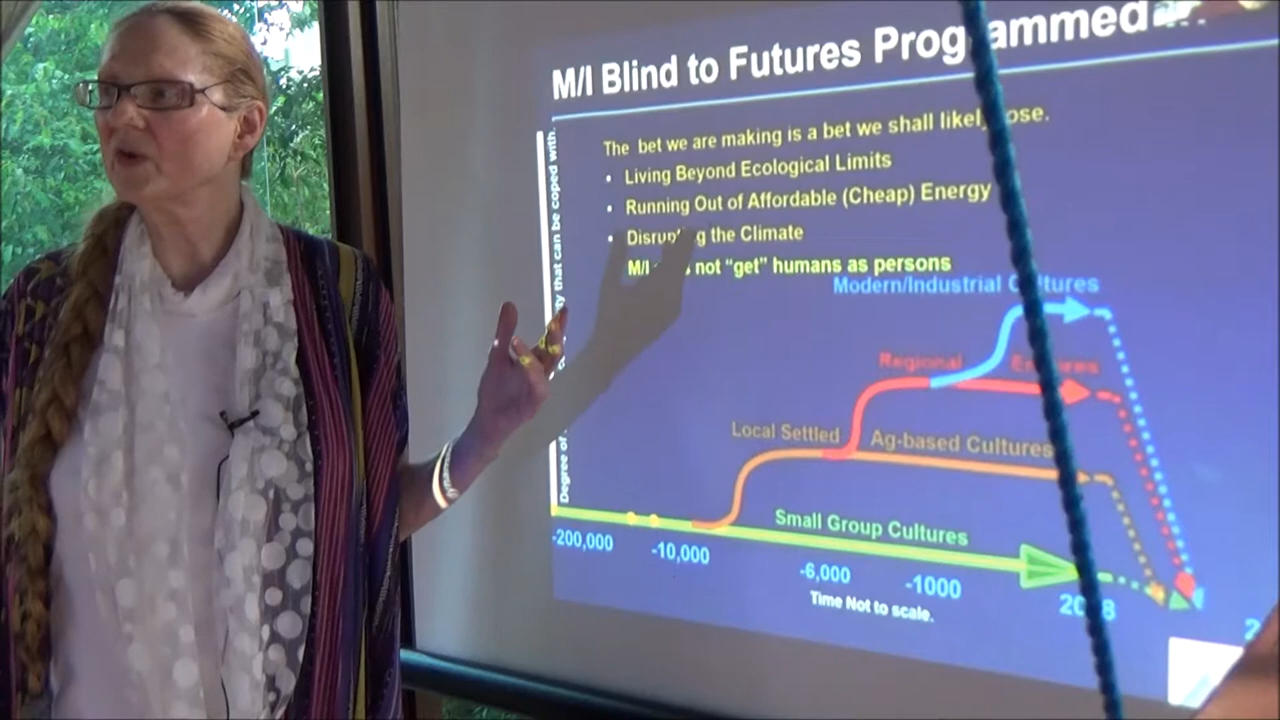 M/I Blind to Futures Programmed
The bet we are making is a bet we shall likely lose.
• Living Beyond Ecological Limits
• Running Out of Affordable (Cheap) Energy
• Disrupting the Climate
M/I not “get” humans as persons
Modern/Industrial Cultures
Regional Empires
Local Settled Ag-based Cultures
Small Group Cultures
Degree of that can be coped with.
-200,000 -10,000 -6,000 -1000
Time Not to scale.